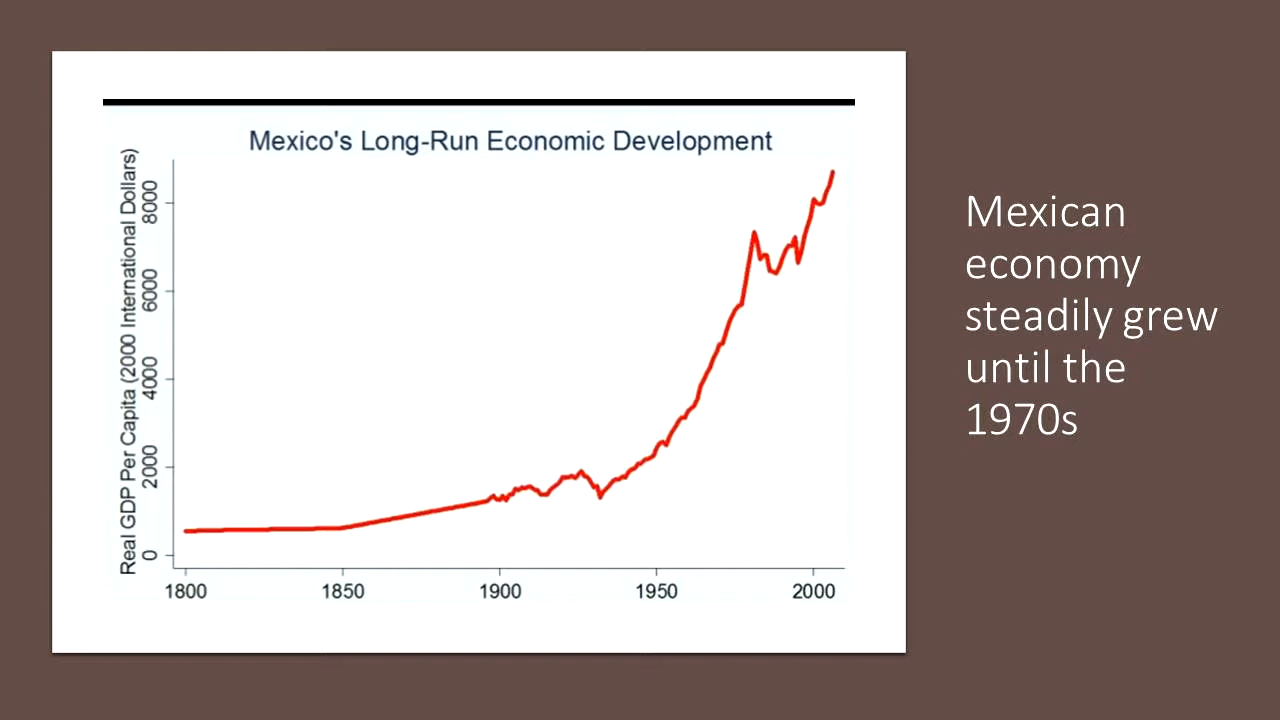 Mexico's Long-Run Economic Development
Real GDP Per Capita (2000 International Dollars)
8000
6000
4000
2000
0
1800 1850 1900 1950 2000
Mexican
economy
steadily grew
until the
1970s